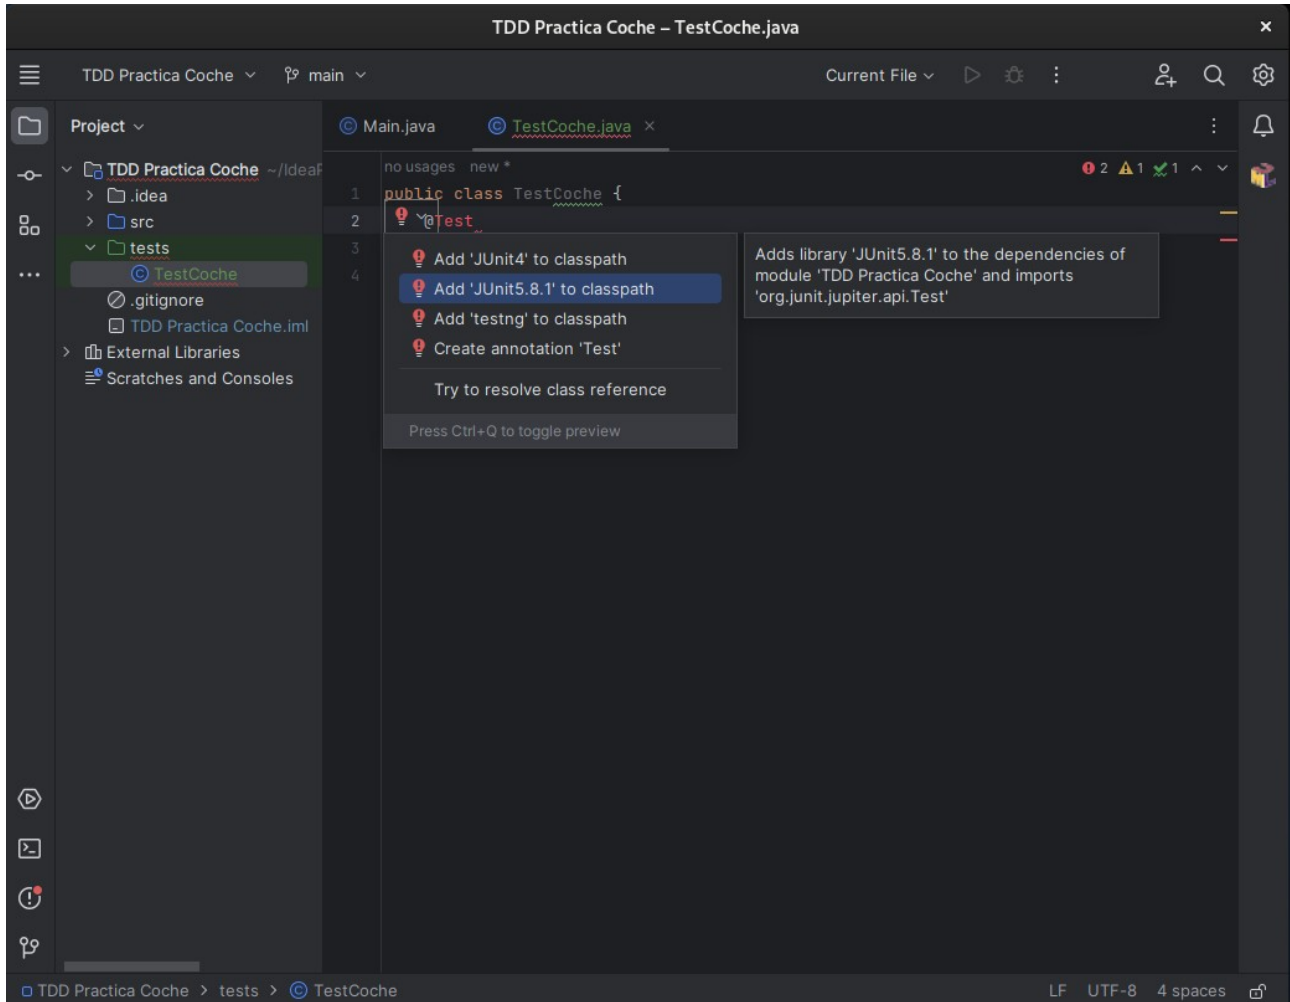 TDD Practica Coche – TestCoche.java
TDD Practica Coche main Current File
Project Main.java TestCoche.java
TDD Practica Coche ~/IdeaP
no usages new * 2 1 1
.idea
1 public class TestCoche {
src
2 @Test
tests
3
TestCoche
4
.gitignore
TDD Practica Coche.iml
External Libraries
Scratches and Consoles
Add 'JUnit4' to classpath
Add 'JUnit5.8.1' to classpath
Add 'testng' to classpath
Create annotation 'Test'
Try to resolve class reference
Press Ctrl+Q to toggle preview
Adds library 'JUnit5.8.1' to the dependencies of
module 'TDD Practica Coche' and imports
'org.junit.jupiter.api.Test'
TDD Practica Coche > tests > TestCoche LF UTF-8 4 spaces